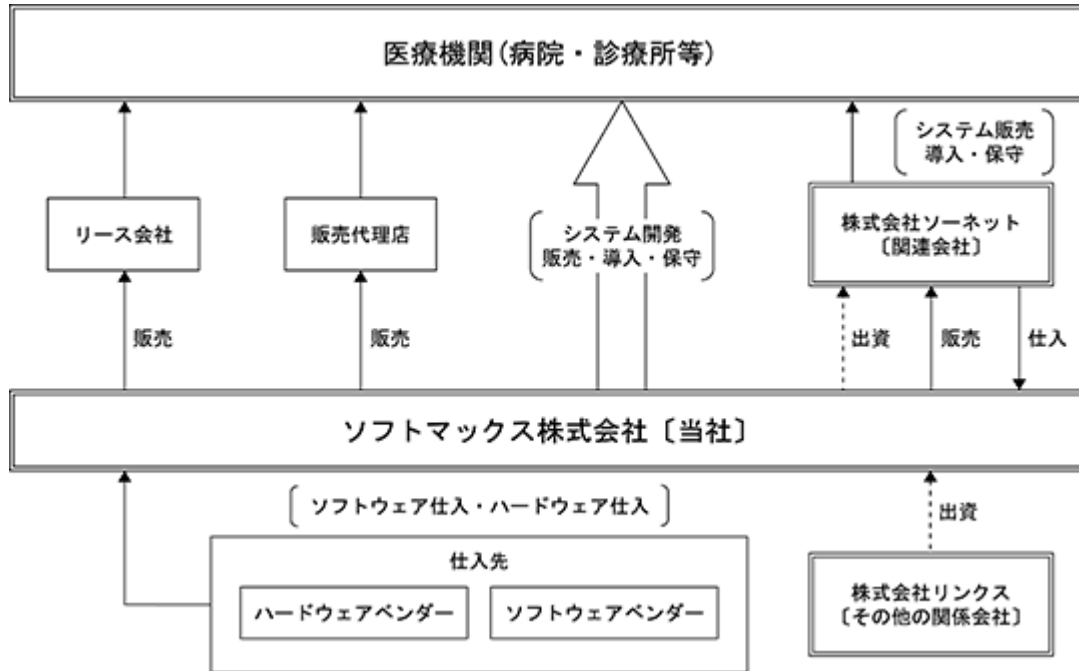 医療機関(病院・診療所等)
システム販売
導入・保守
リース会社
販売代理店
システム開発
販売・導入・保守
株式会社ソーネット
〔関連会社〕
販売
販売
出資
販売
仕入
ソフトマックス株式会社〔当社〕
ソフトウェア仕入・ハードウェア仕入
出資
仕入先
ハードウェアベンダー
ソフトウェアベンダー
株式会社リンクス
〔その他の関係会社〕